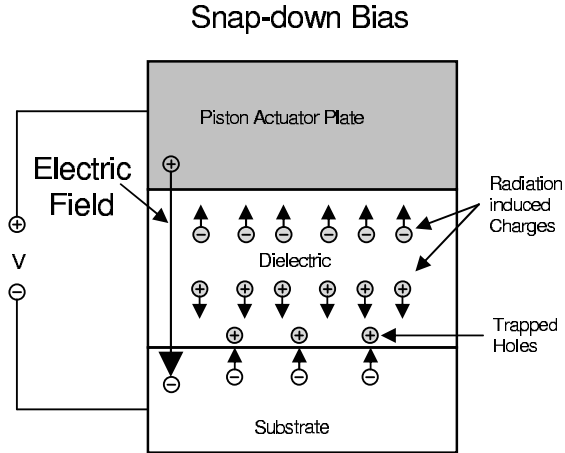 Snap-down Bias
Piston Actuator Plate
Electric
Field
Radiation
induced
Charges
Dielectric
V
Trapped
Holes
Substrate